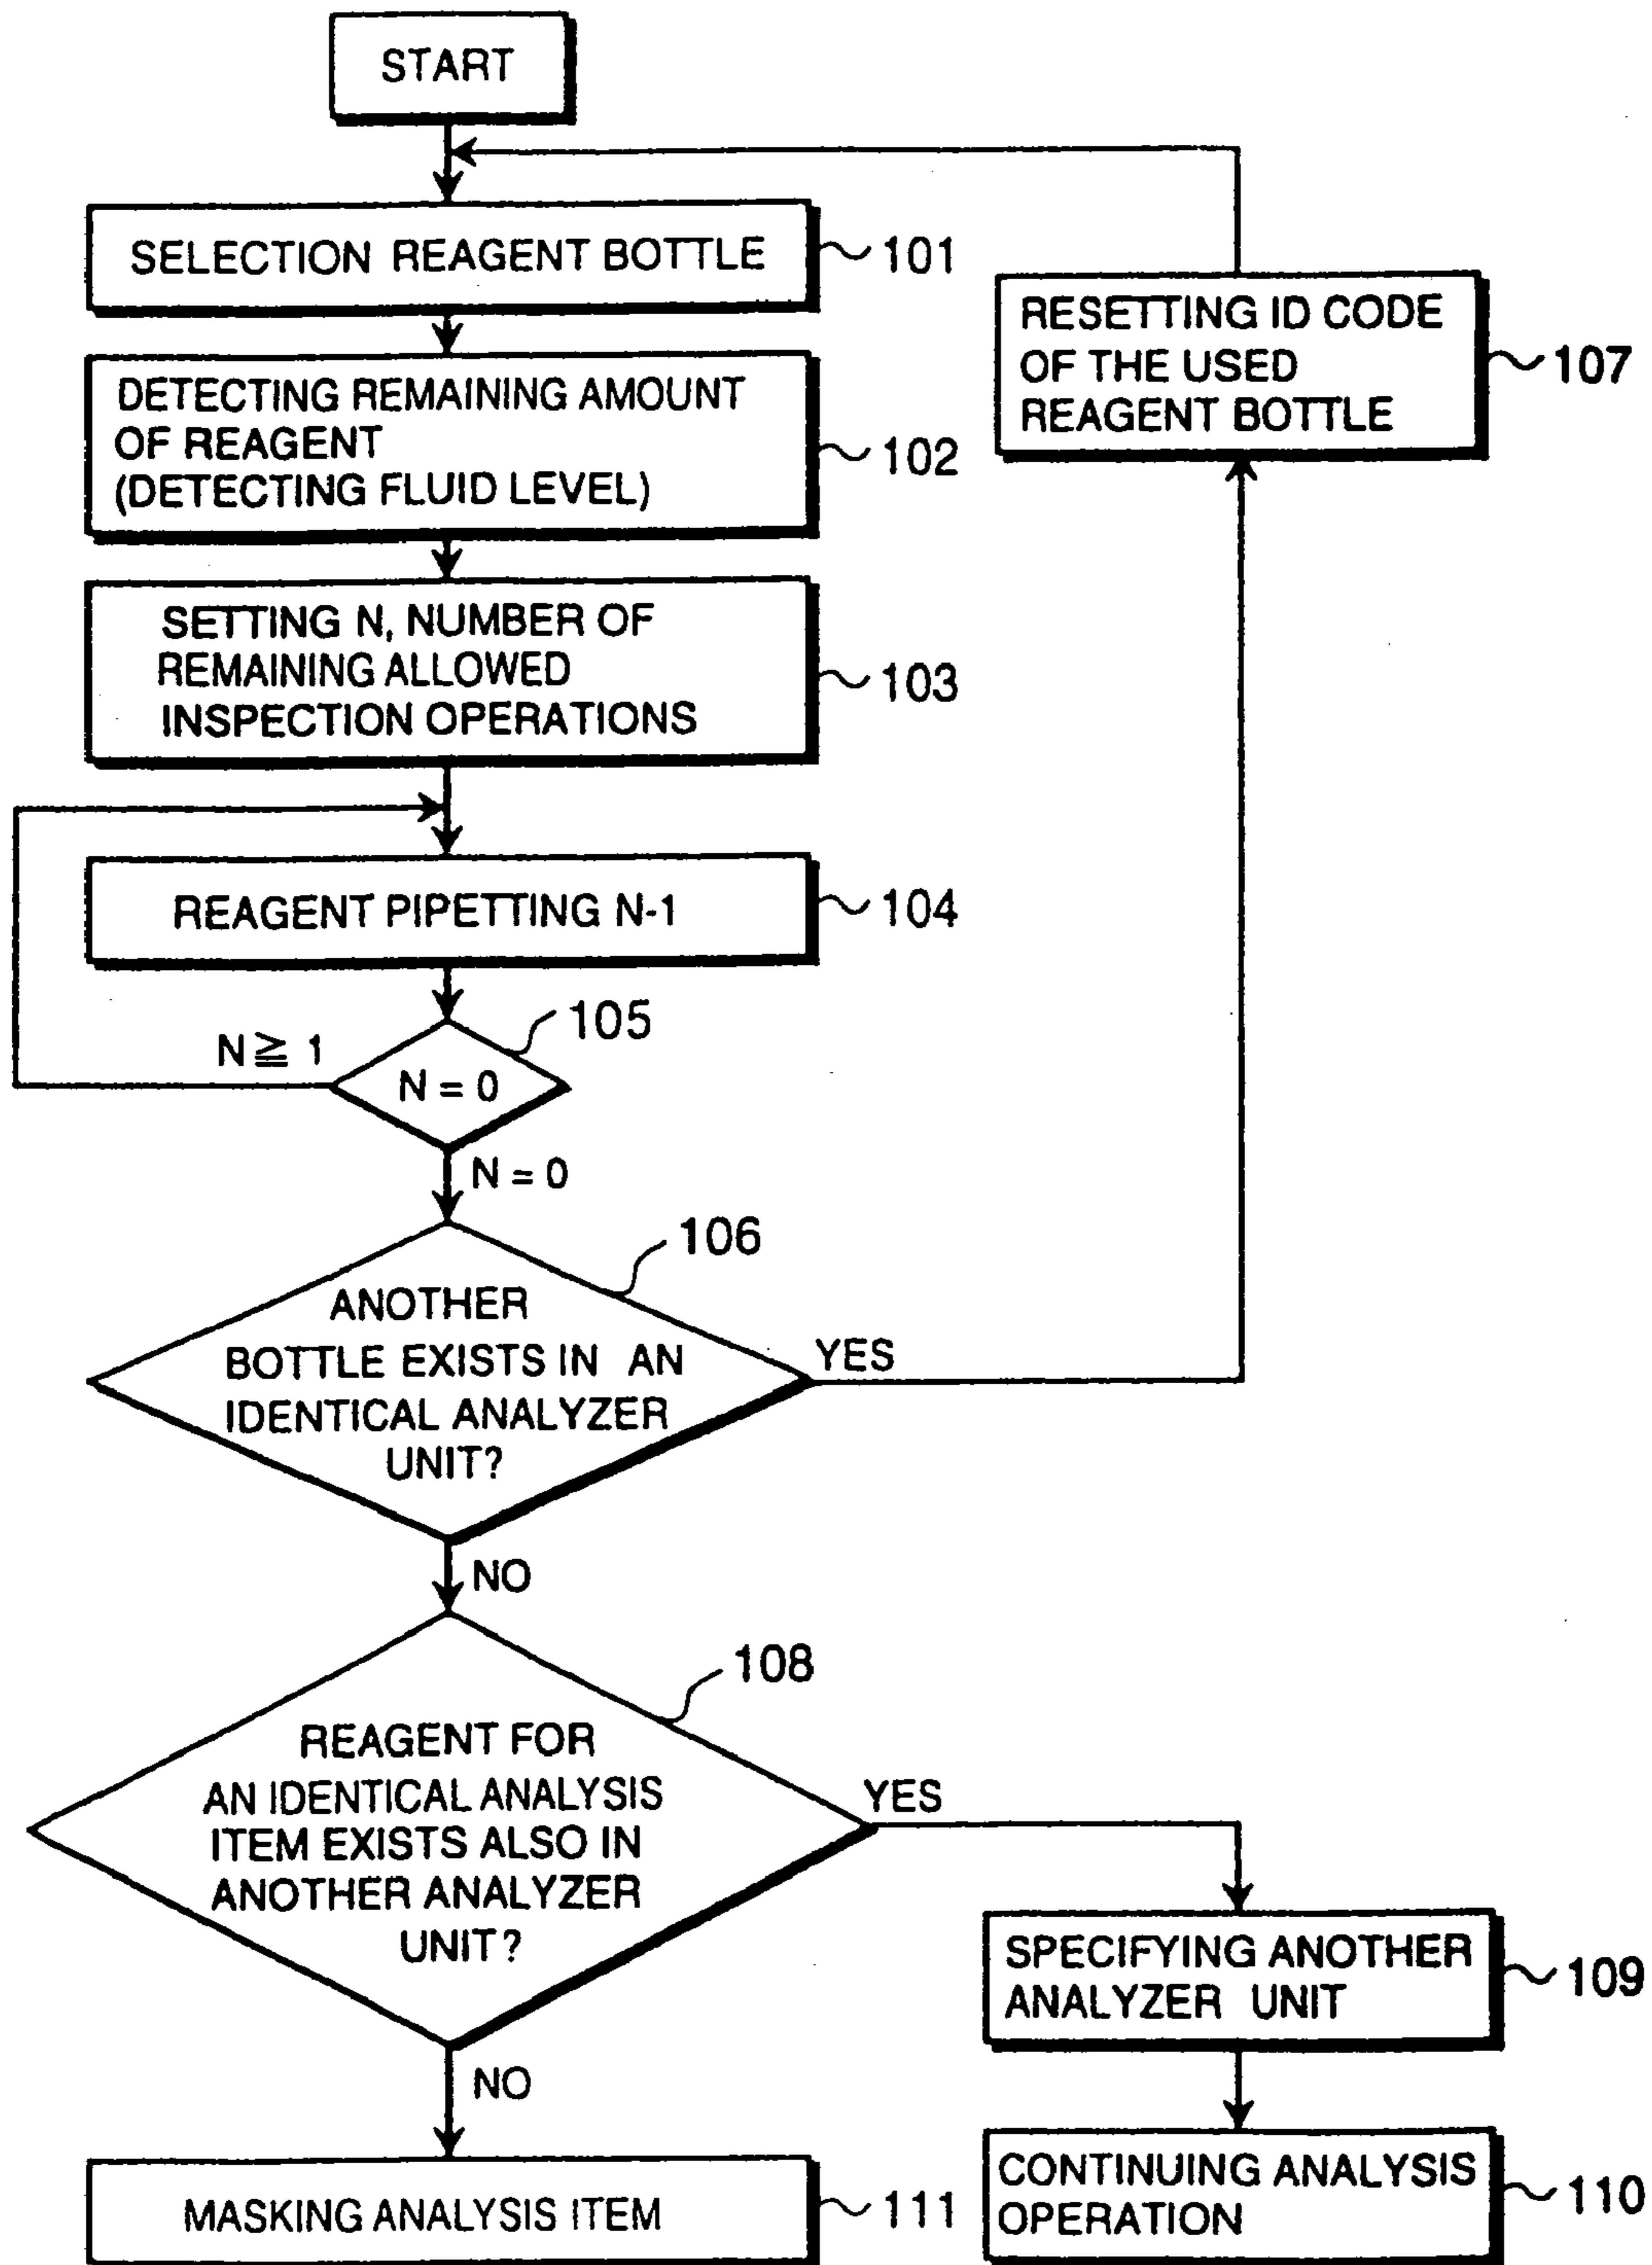 START
SELECTION REAGENT BOTTLE
101
DETECTING REMAINING AMOUNT
OF REAGENT
(DETECTING FLUID LEVEL)
102
SETTING N, NUMBER OF
REMAINING ALLOWED
INSPECTION OPERATIONS
103
REAGENT PIPETTING N-1
104
105
N ≧ 1
N = 0
N = 0
106
ANOTHER
BOTTLE EXISTS IN AN
IDENTICAL ANALYZER
UNIT?
YES
RESETTING ID CODE
OF THE USED
REAGENT BOTTLE
107
NO
108
REAGENT FOR
AN IDENTICAL ANALYSIS
ITEM EXISTS ALSO IN
ANOTHER ANALYZER
UNIT?
YES
SPECIFYING ANOTHER
ANALYZER UNIT
109
CONTINUING ANALYSIS
OPERATION
110
NO
MASKING ANALYSIS ITEM
111